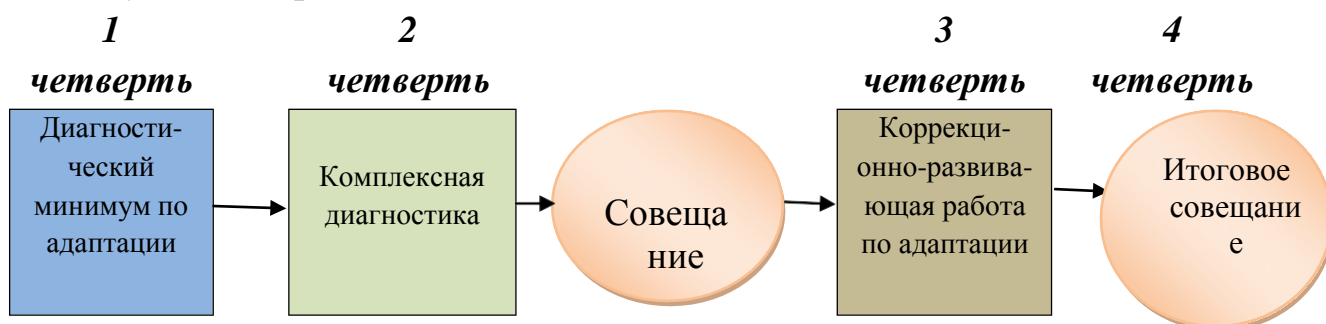 1
четверть
2
четверть
3
четверть
4
четверть
Диагности-
ческий
минимум по
адаптации
Комплексная
диагностика
Совеща
ние
Коррекци-
онно-развива-
ющая работа
по адаптации
Итоговое
совещани
е